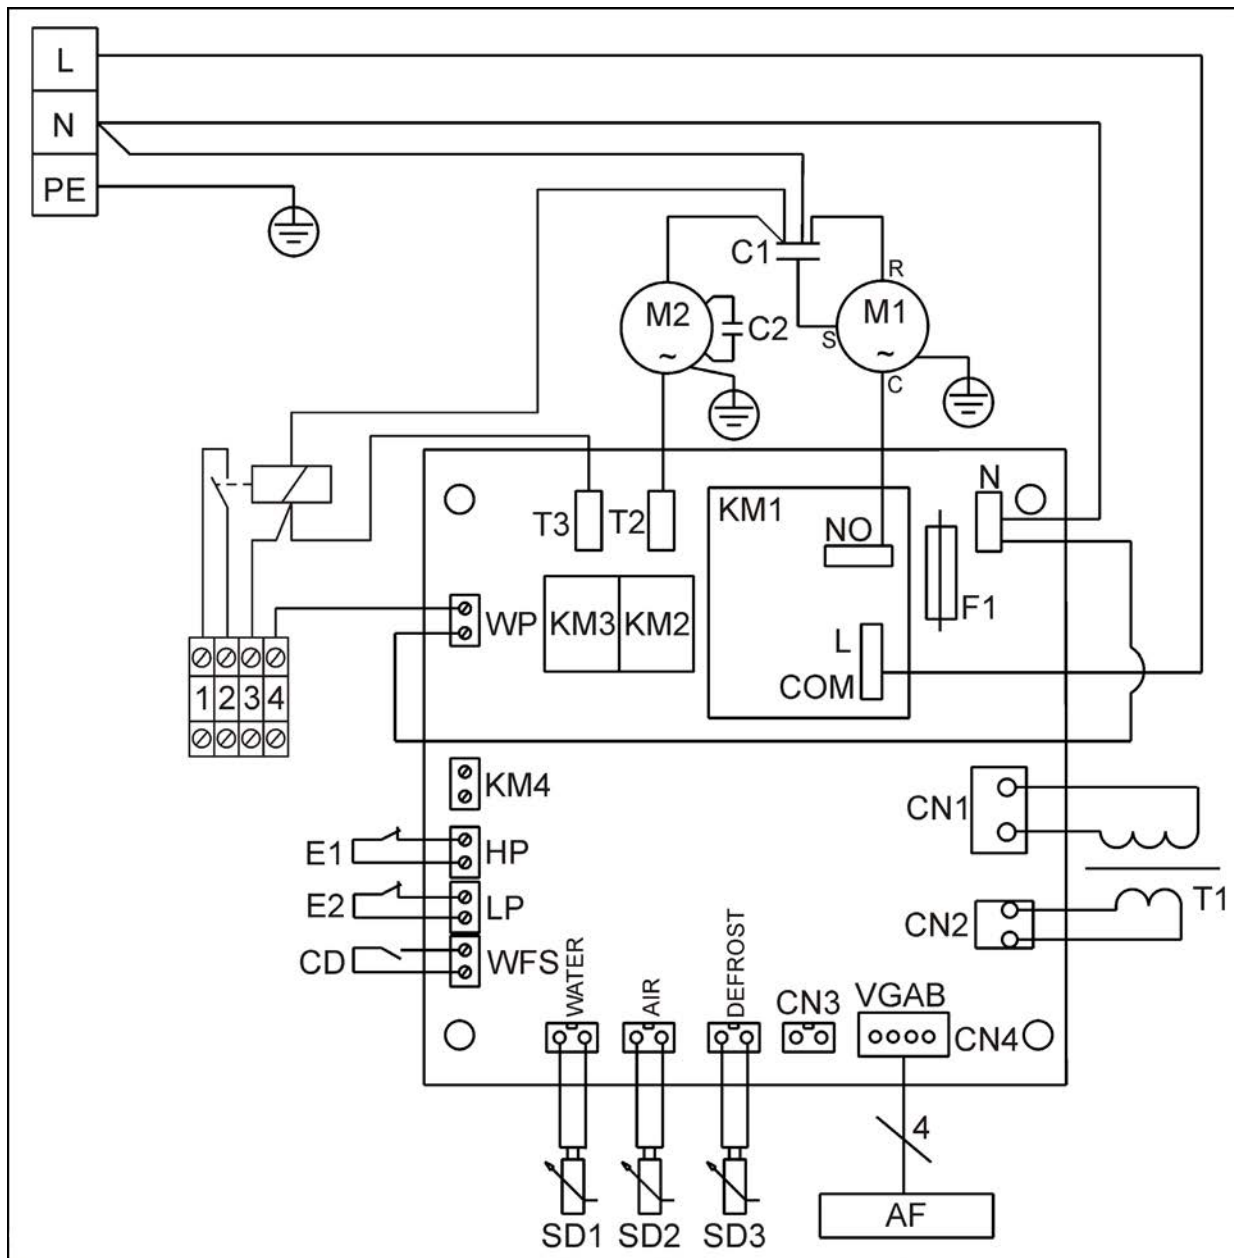 L
N
PE
C1
R
M2
C2
M1
S
~
~
C
N
KM1
T3
T2
NO
F1
WP
KM3
KM2
L
COM
1 2 3 4
KM4
CN1
E1
HP
E2
LP
T1
CN2
CD
WFS
WATER
AIR
DEFROST
CN3
VGAB
CN4
4
AF
SD1
SD2
SD3